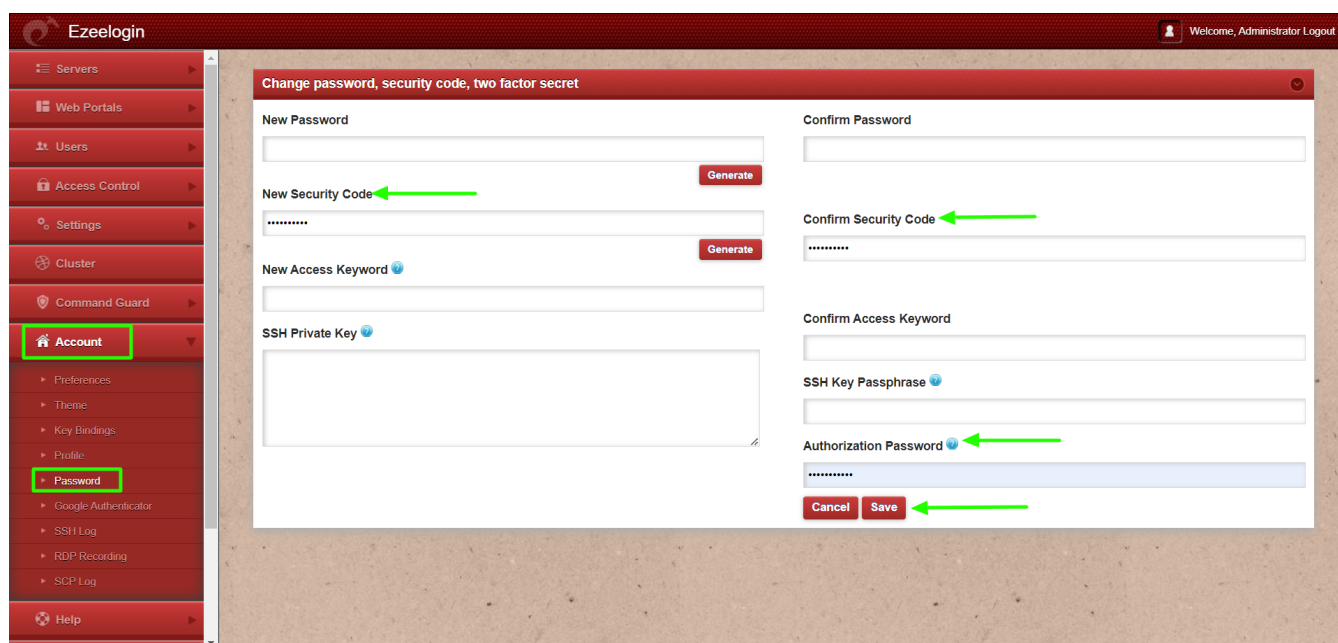 Ezeelogin
Welcome, Administrator Logout
Servers
Web Portals
Users
Access Control
Settings
Cluster
Command Guard
Account
Preferences
Theme
Key Bindings
Profile
Password
Google Authenticator
SSH Log
RDP Recording
SCP Log
Help
Change password, security code, two factor secret
New Password
Confirm Password
Generate
New Security Code
Confirm Security Code
••••••••••
••••••••••
Generate
New Access Keyword ?
Confirm Access Keyword
SSH Private Key ?
SSH Key Passphrase ?
Authorization Password ?
•••••••••••
Cancel Save